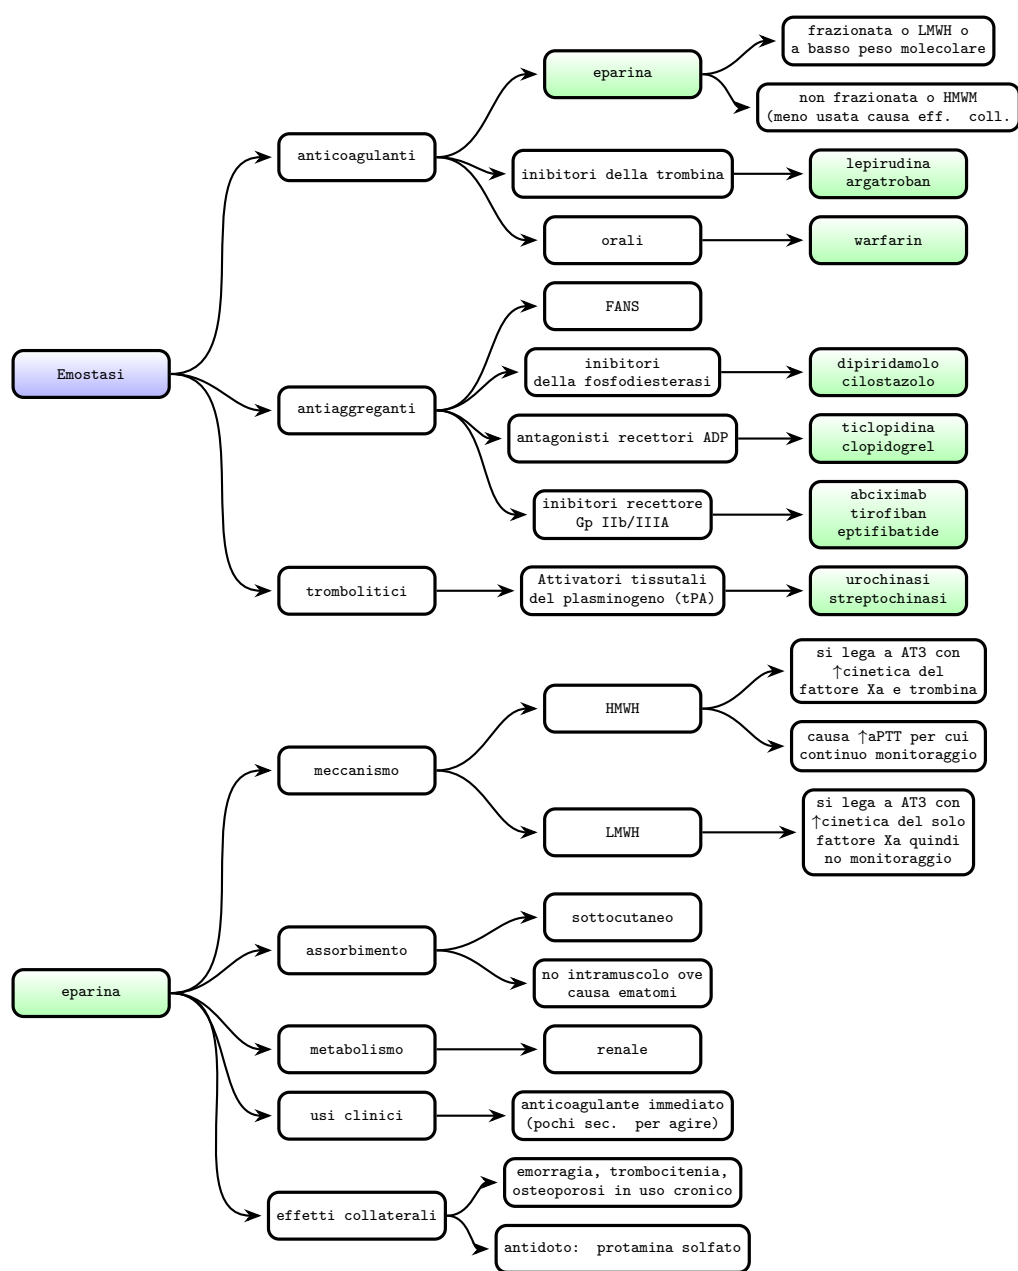 frazionata o LMWH o
a basso peso molecolare
eparina
non frazionata o HMWM
(meno usata causa eff. coll.
anticoagulanti
inibitori della trombina
lepirudina
argatroban
orali
warfarin
Emostasi
FANS
inibitori
della fosfodiesterasi
dipiridamolo
cilostazolo
antiaggreganti
antagonisti recettori ADP
ticlopidina
clopidogrel
inibitori recettore
Gp IIb/IIIA
abciximab
tirofiban
eptifibatide
trombolitici
Attivatori tissutali
del plasminogeno (tPA)
urochinasi
streptochinasi
si lega a AT3 con
↑cinetica del
fattore Xa e trombina
HMWH
causa ↑aPTT per cui
continuo monitoraggio
meccanismo
LMWH
si lega a AT3 con
↑cinetica del solo
fattore Xa quindi
no monitoraggio
sottocutaneo
assorbimento
no intramuscolo ove
causa ematomi
eparina
metabolismo
renale
usi clinici
anticoagulante immediato
(pochi sec. per agire)
emorragia, trombocitenia,
osteoporosi in uso cronico
effetti collaterali
antidoto: protamina solfato